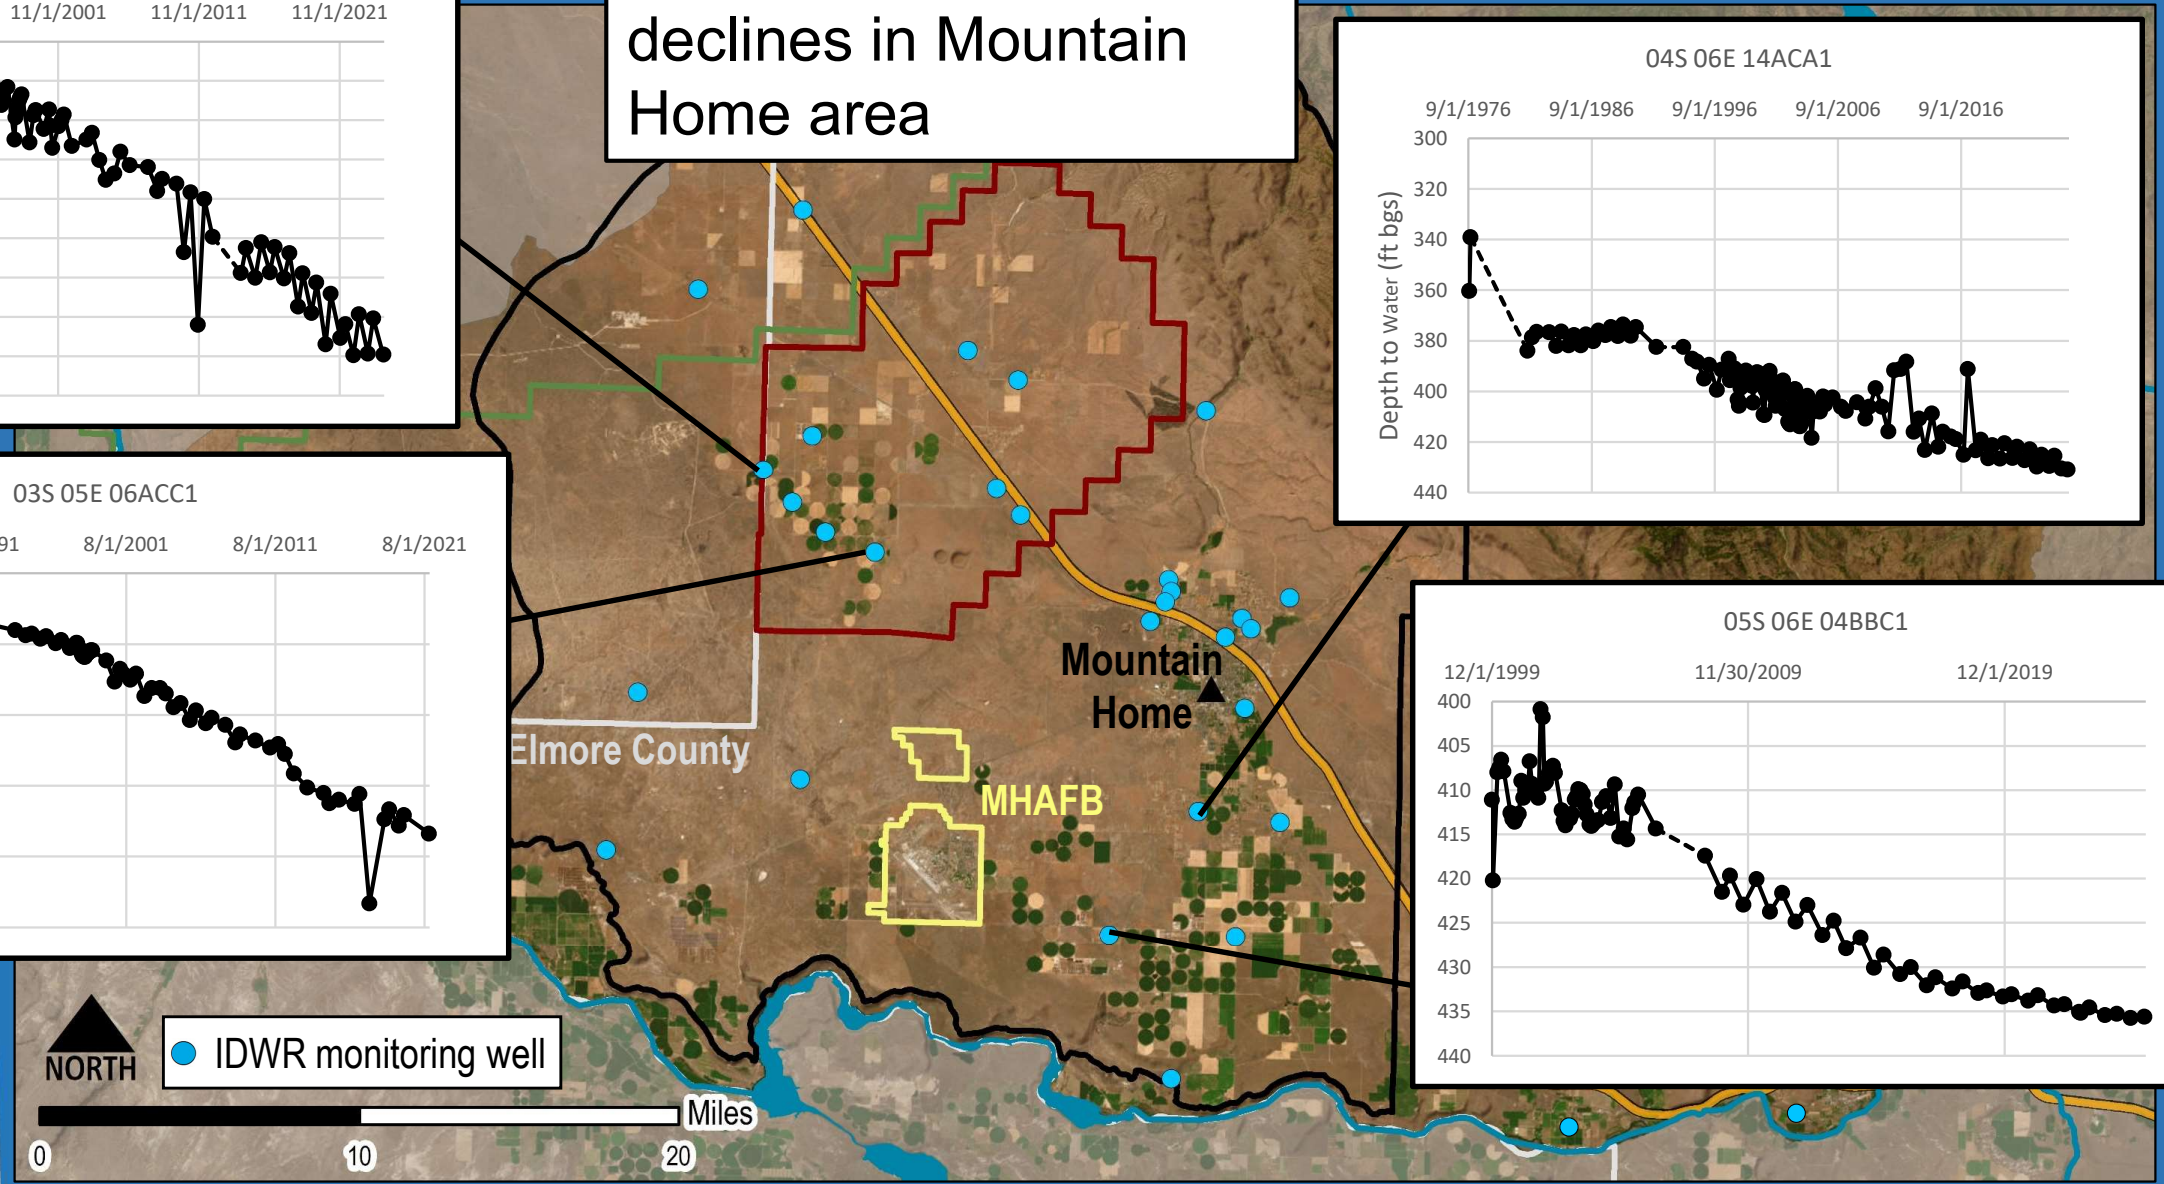 11/1/2001 11/1/2011 11/1/2021
declines in Mountain
Home area
04S 06E 14ACA1
9/1/1976 9/1/1986 9/1/1996 9/1/2006 9/1/2016
Depth to Water (ft bgs)
300
320
340
360
380
400
420
440
03S 05E 06ACC1
91 8/1/2001 8/1/2011 8/1/2021
05S 06E 04BBC1
12/1/1999 11/30/2009 12/1/2019
400
405
410
415
420
425
430
435
440
Mountain
Home
Elmore County
MHAFB
NORTH
IDWR monitoring well
Miles
0 10 20